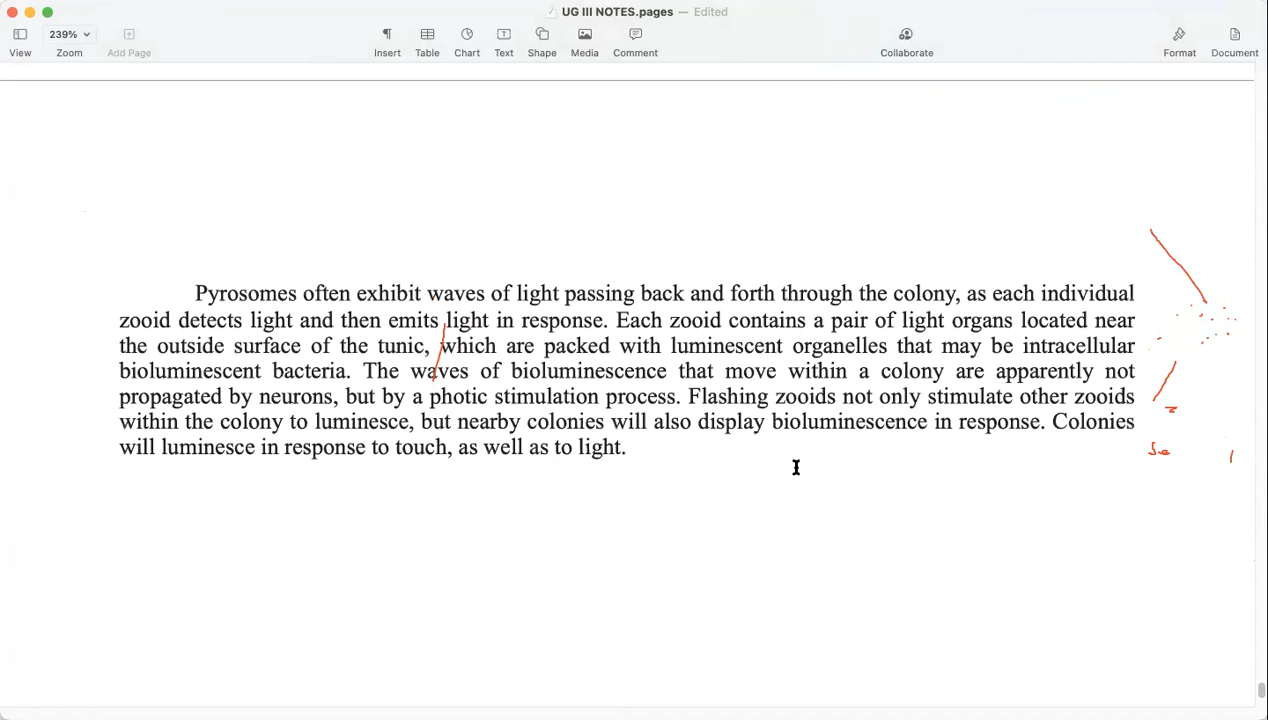 UG III NOTES.pages — Edited
239%
View Zoom Add Page Insert Table Chart Text Shape Media Comment Collaborate Format Document
Pyrosomes often exhibit waves of light passing back and forth through the colony, as each individual
zooid detects light and then emits light in response. Each zooid contains a pair of light organs located near
the outside surface of the tunic, which are packed with luminescent organelles that may be intracellular
bioluminescent bacteria. The waves of bioluminescence that move within a colony are apparently not
propagated by neurons, but by a photic stimulation process. Flashing zooids not only stimulate other zooids
within the colony to luminesce, but nearby colonies will also display bioluminescence in response. Colonies
will luminesce in response to touch, as well as to light.